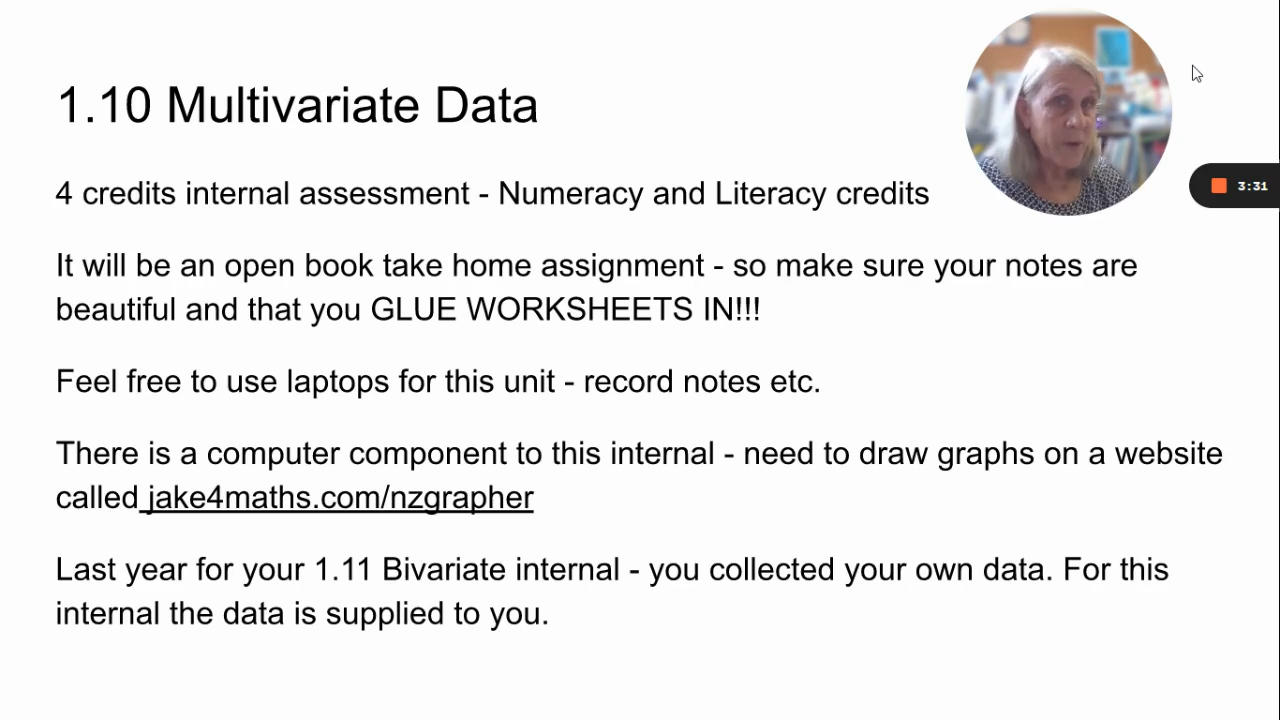 1.10 Multivariate Data
4 credits internal assessment - Numeracy and Literacy credits
It will be an open book take home assignment - so make sure your notes are
beautiful and that you GLUE WORKSHEETS IN!!!
Feel free to use laptops for this unit - record notes etc.
There is a computer component to this internal - need to draw graphs on a website
called jake4maths.com/nzgrapher
Last year for your 1.11 Bivariate internal - you collected your own data. For this
internal the data is supplied to you.
3:31